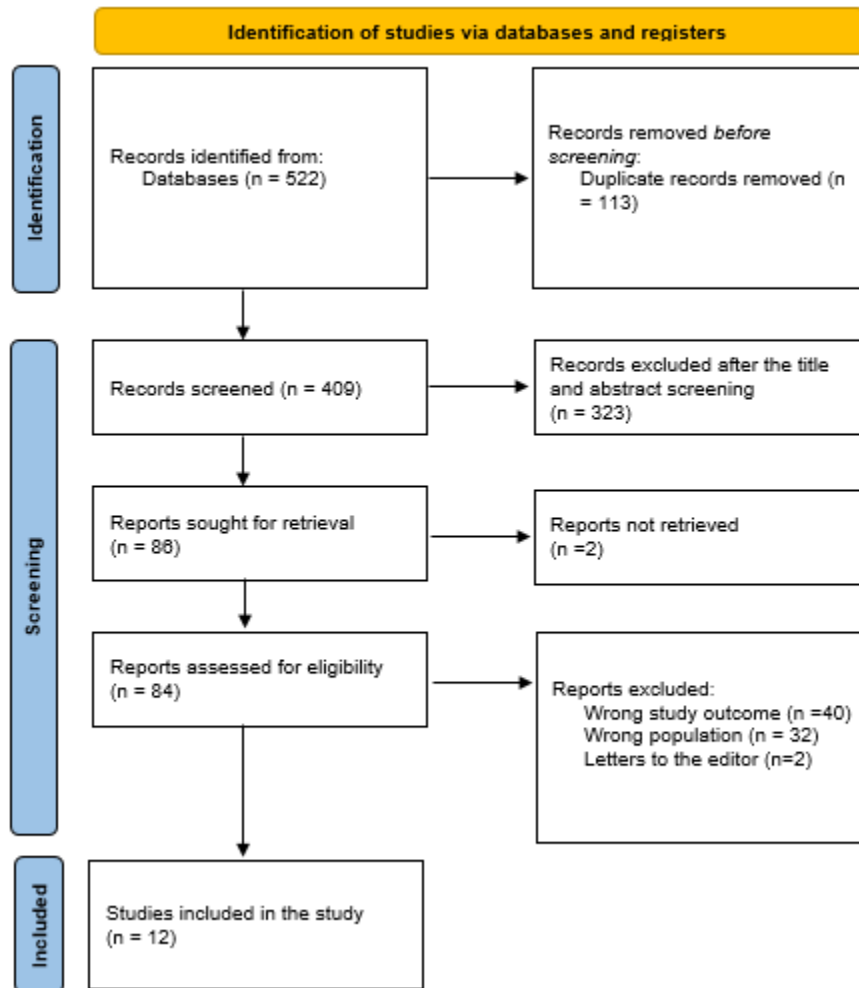 Identification of studies via databases and registers
Identification
Records identified from:
Databases (n = 522)
Records removed before
screening:
Duplicate records removed (n
= 113)
Screening
Records screened (n = 409)
Records excluded after the title
and abstract screening
(n = 323)
Reports sought for retrieval
(n = 86)
Reports not retrieved
(n =2)
Reports assessed for eligibility
(n = 84)
Reports excluded:
Wrong study outcome (n =40)
Wrong population (n = 32)
Letters to the editor (n=2)
Included
Studies included in the study
(n = 12)